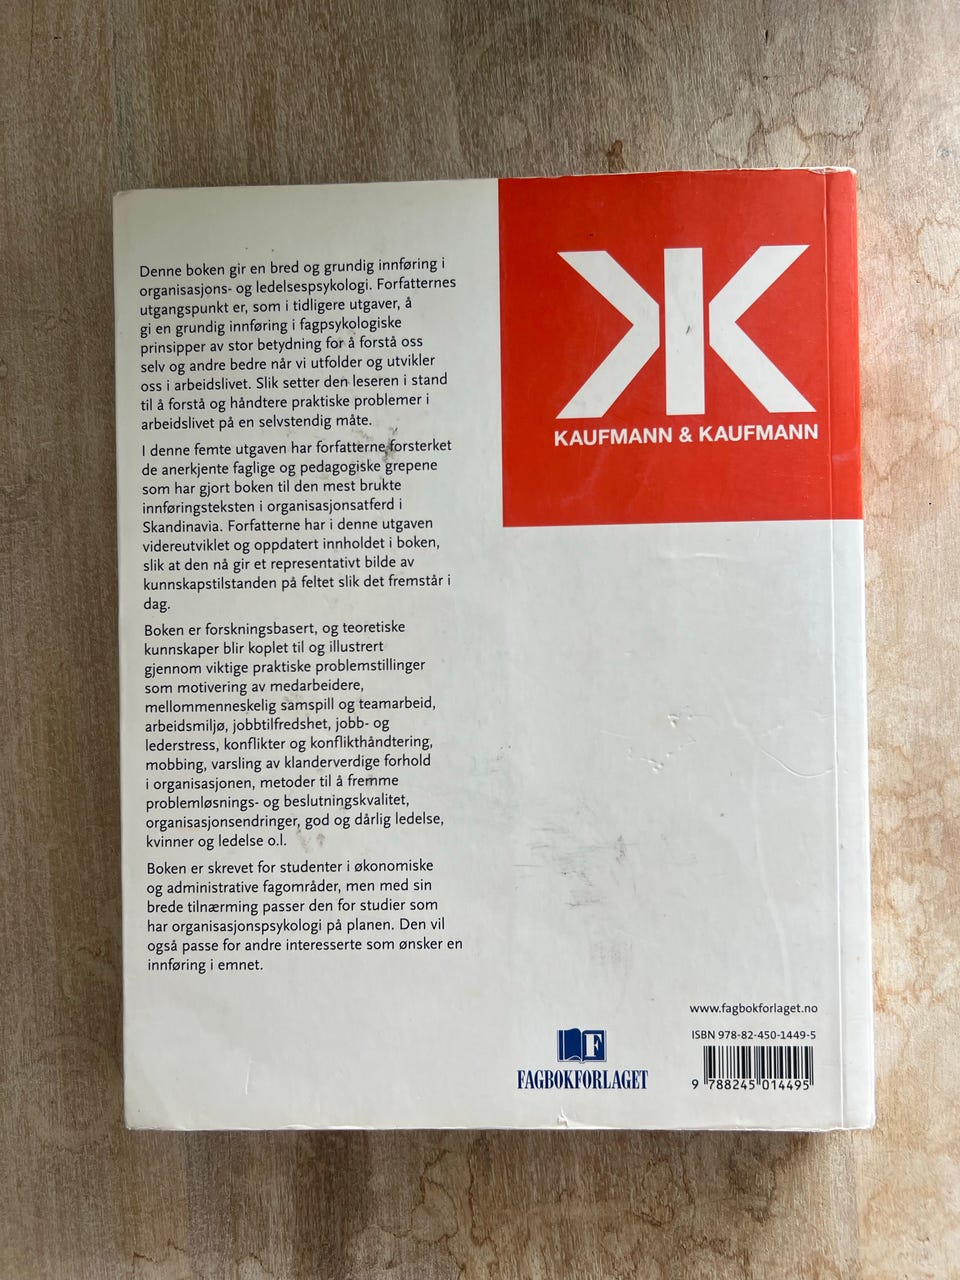 Denne boken gir en bred og grundig innføring i
organisasjons- og ledelsespsykologi. Forfatternes
utgangspunkt er, som i tidligere utgaver, å
gi en grundig innføring i fagpsykologiske
prinsipper av stor betydning for å forstå oss
selv og andre bedre når vi utfolder og utvikler
oss i arbeidslivet. Slik setter den leseren i stand
til å forstå og håndtere praktiske problemer i
arbeidslivet på en selvstendig måte.
I denne femte utgaven har forfatterne forsterket
de anerkjente faglige og pedagogiske grepene
som har gjort boken til den mest brukte
innføringsteksten i organisasjonsatferd i
Skandinavia. Forfatterne har i denne utgaven
videreutviklet og oppdatert innholdet i boken,
slik at den nå gir et representativt bilde av
kunnskapstilstanden på feltet slik det fremstår i
dag.
Boken er forskningsbasert, og teoretiske
kunnskaper blir koplet til og illustrert
gjennom viktige praktiske problemstillinger
som motivering av medarbeidere,
mellommenneskelig samspill og teamarbeid,
arbeidsmiljø, jobbtilfredshet, jobb- og
lederstress, konflikter og konflikthåndtering,
mobbing, varsling av klanderverdige forhold
i organisasjonen, metoder til å fremme
problemløsnings- og beslutningskvalitet,
organisasjonsendringer, god og dårlig ledelse,
kvinner og ledelse o.l.
Boken er skrevet for studenter i økonomiske
og administrative fagområder, men med sin
brede tilnærming passer den for studier som
har organisasjonspsykologi på planen. Den vil
også passe for andre interesserte som ønsker en
innføring i emnet.
KAUFMANN & KAUFMANN
www.fagbokforlaget.no
ISBN 978-82-450-1449-5
9 788245 014495
F
FAGBOKFORLAGET